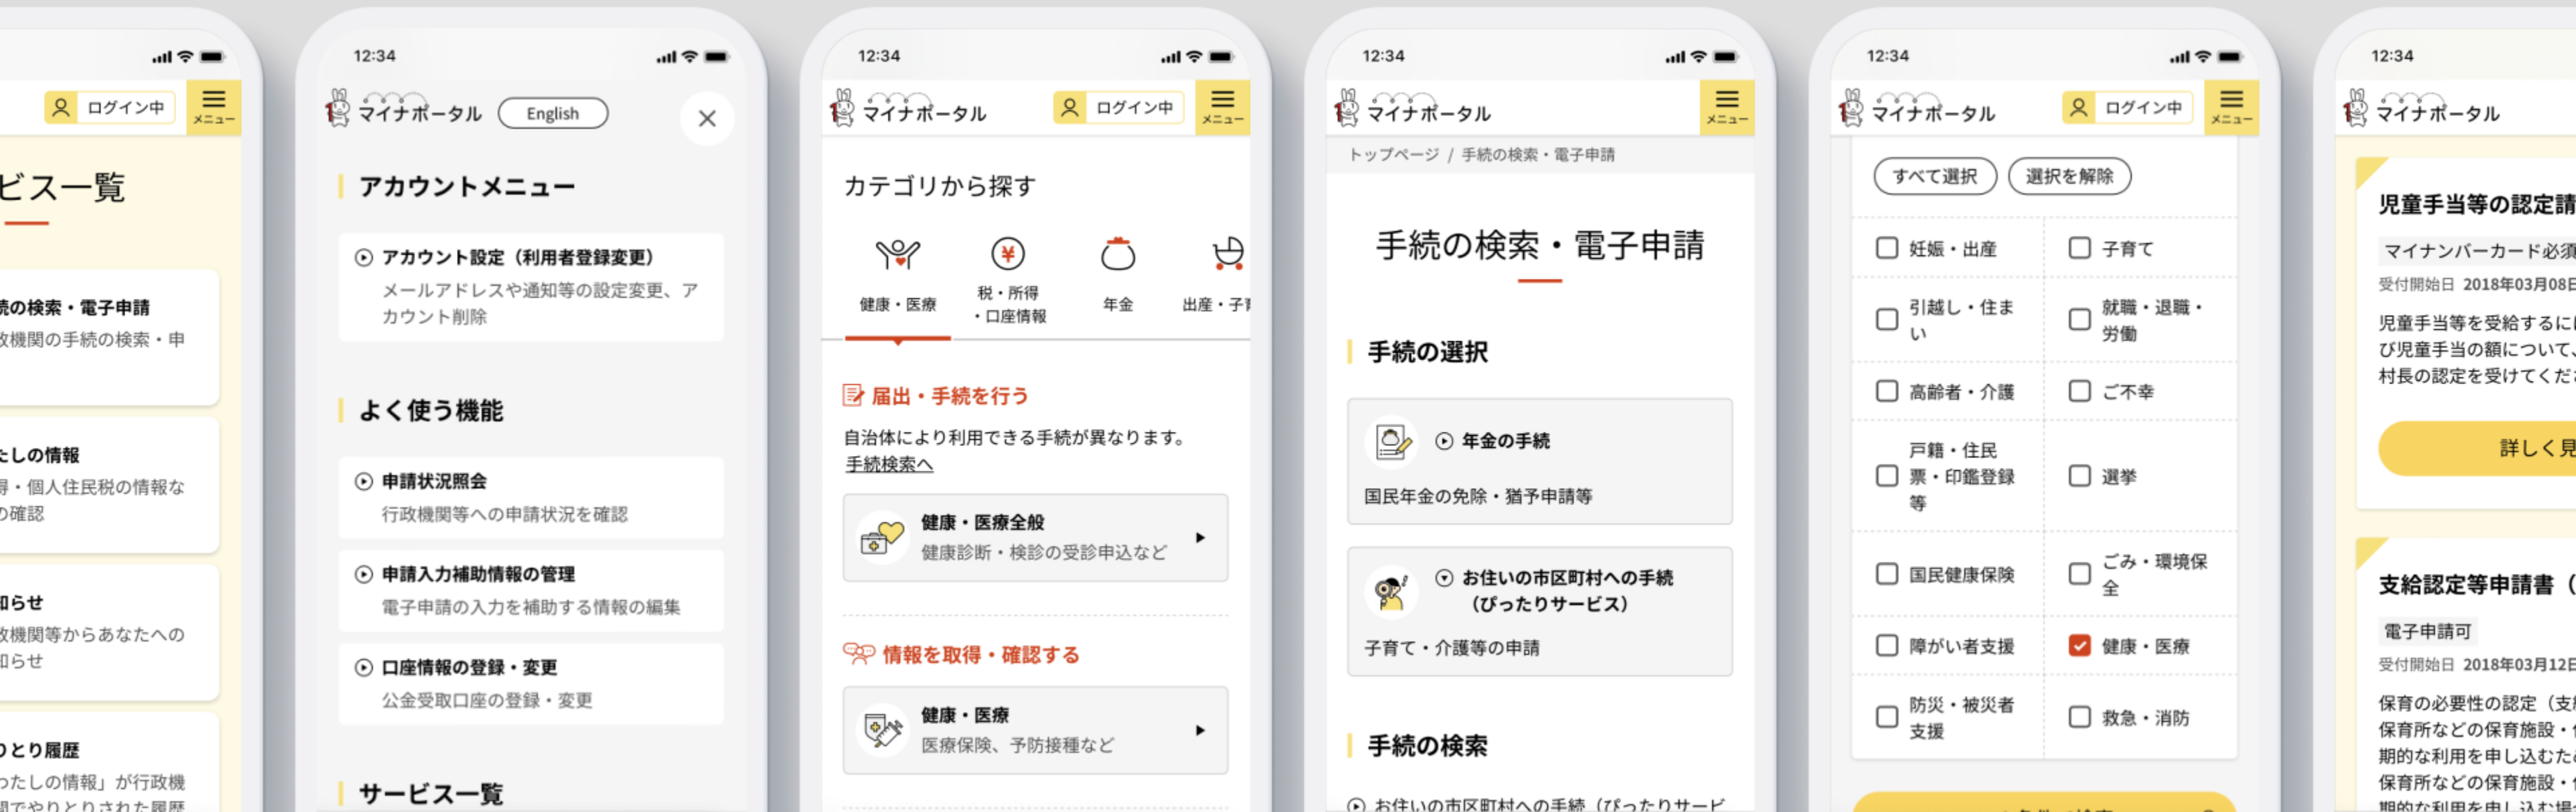 ログイン中
メニュー
ビス一覧
の検索・電子申請
政機関の手続の検索・申
たしの情報
得・個人住民税の情報な
の確認
知らせ
政機関等からあなたへの
知らせ
りとり履歴
わたしの情報」が行政機
間でやりとりされた履歴
12:34
マイナポータル
English
アカウントメニュー
アカウント設定（利用者登録変更）
メールアドレスや通知等の設定変更、ア
カウント削除
よく使う機能
申請状況照会
行政機関等への申請状況を確認
申請入力補助情報の管理
電子申請の入力を補助する情報の編集
口座情報の登録・変更
公金受取口座の登録・変更
サービス一覧
12:34
マイナポータル
ログイン中
メニュー
カテゴリから探す
健康・医療
税・所得
・口座情報
年金
出産・子育
届出・手続を行う
自治体により利用できる手続が異なります。
手続検索へ
健康・医療全般
健康診断・検診の受診申込など
情報を取得・確認する
健康・医療
医療保険、予防接種など
12:34
マイナポータル
メニュー
トップページ / 手続の検索・電子申請
手続の検索・電子申請
手続の選択
年金の手続
国民年金の免除・猶予申請等
お住いの市区町村への手続
（ぴったりサービス）
子育て・介護等の申請
手続の検索
お住いの市区町村への手続（ぴったりサービ
12:34
マイナポータル
ログイン中
メニュー
すべて選択
選択を解除
妊娠・出産
子育て
引越し・住ま
い
就職・退職・
労働
高齢者・介護
ご不幸
戸籍・住民
票・印鑑登録
等
選挙
国民健康保険
ごみ・環境保
全
障がい者支援
健康・医療
防災・被災者
支援
救急・消防
12:34
マイナポータル
児童手当等の認定請
マイナンバーカード必須
受付開始日 2018年03月08日
児童手当等を受給するに
び児童手当の額について、
村長の認定を受けてくだ
詳しく見
支給認定等申請書（
電子申請可
受付開始日 2018年03月12日
保育の必要性の認定（支
保育所などの保育施設・
期的な利用を申し込むた
保育所などの保育施設・
期的な利用を申し込む場